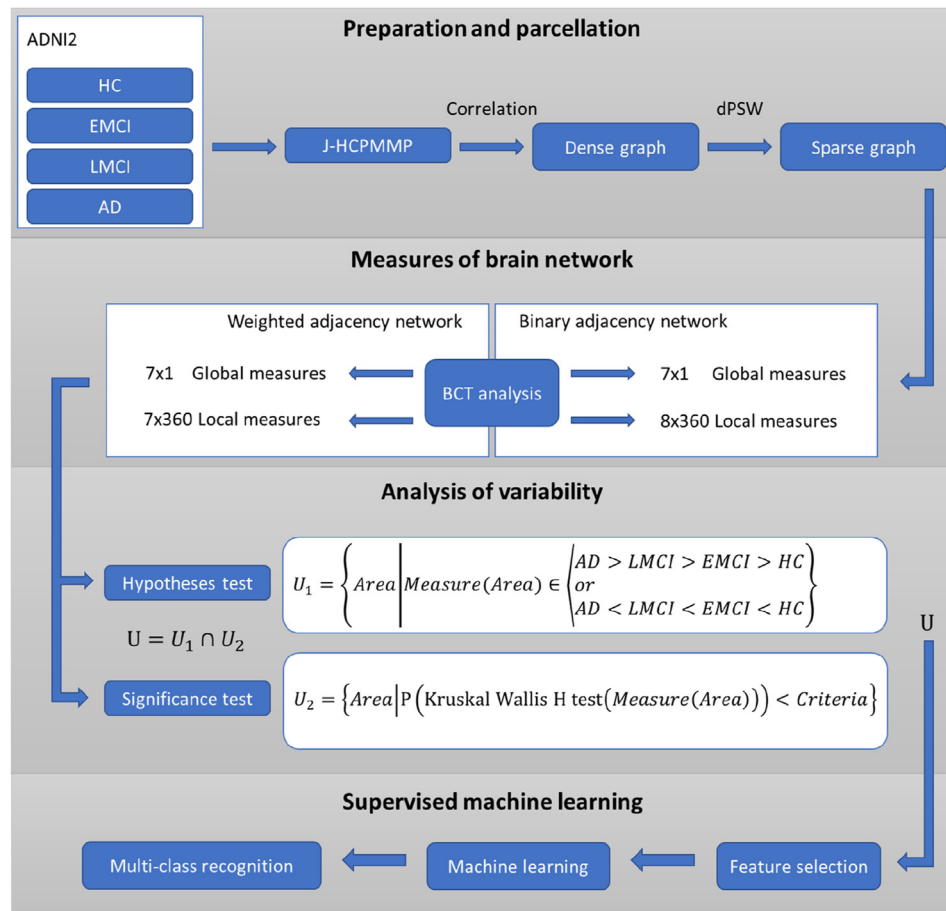 Preparation and parcellation
ADNI2
HC
EMCI
LMCI
AD
J-HCPMMP
Correlation
Dense graph
dPSW
Sparse graph
Measures of brain network
Weighted adjacency network
Binary adjacency network
7x1 Global measures
7x360 Local measures
BCT analysis
7x1 Global measures
8x360 Local measures
Analysis of variability
Hypotheses test
U₁ = {Area|Measure(Area) ∈ ⟨AD > LMCI > EMCI > HC
or
AD < LMCI < EMCI < HC}
U = U₁ ∩ U₂
Significance test
U₂ = {Area|P(Kruskal Wallis H test(Measure(Area))) < Criteria}
U
Supervised machine learning
Multi-class recognition
Machine learning
Feature selection